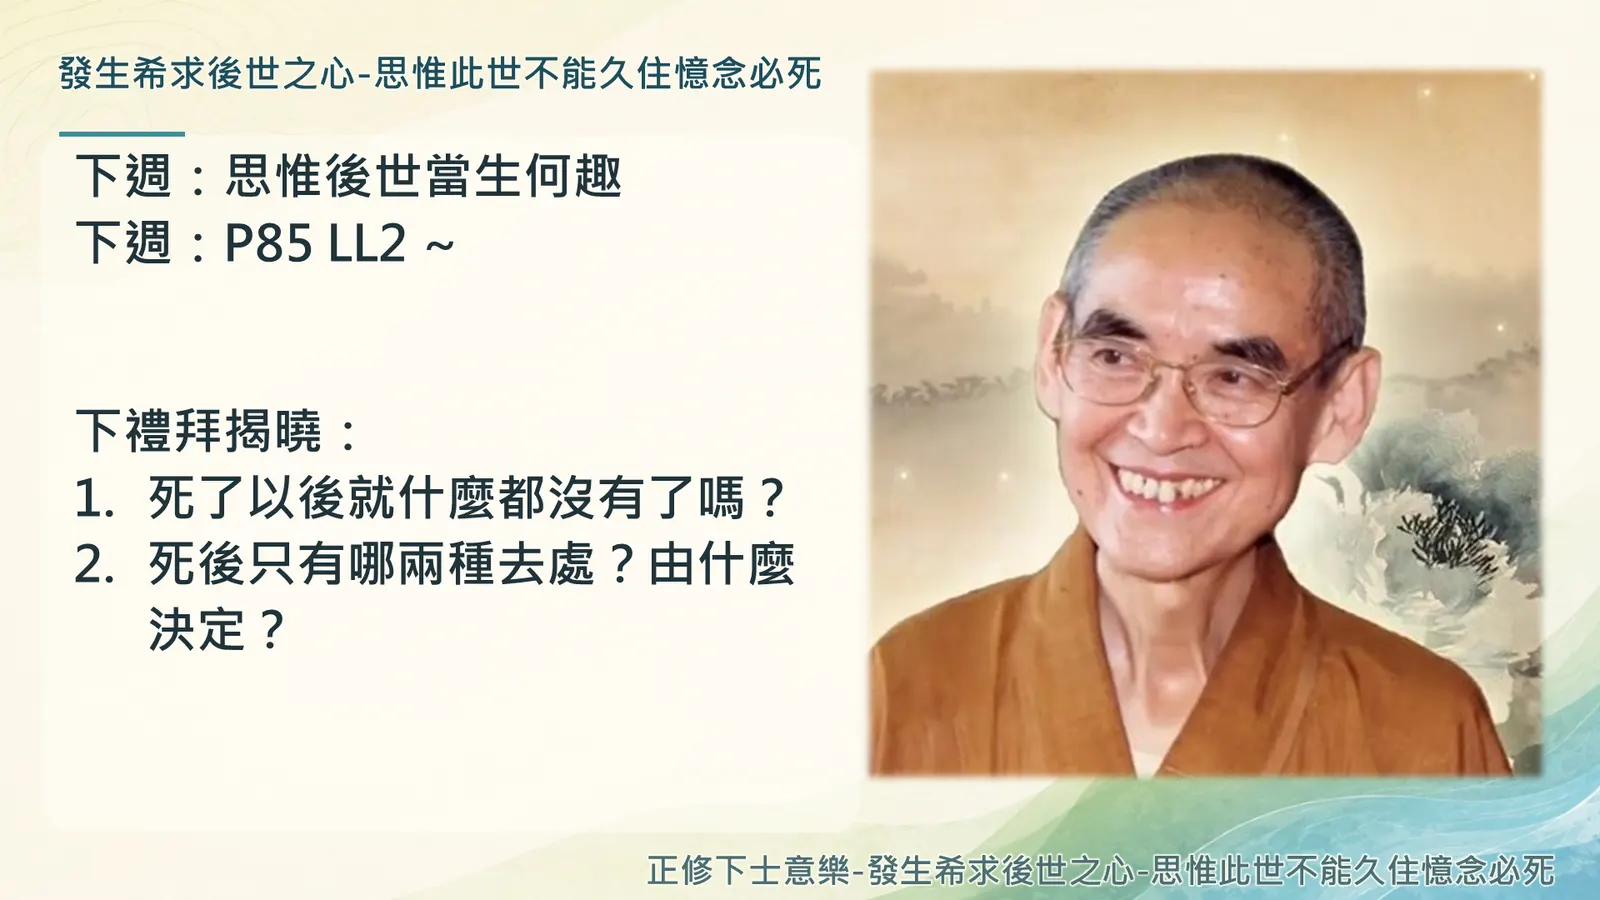 發生希求後世之心-思惟此世不能久住憶念必死
下週：思惟後世當生何趣
下週：P85 LL2 ~
下禮拜揭曉：
1. 死了以後就什麼都沒有了嗎？
2. 死後只有哪兩種去處？由什麼
決定？
正修下士意樂-發生希求後世之心-思惟此世不能久住憶念必死